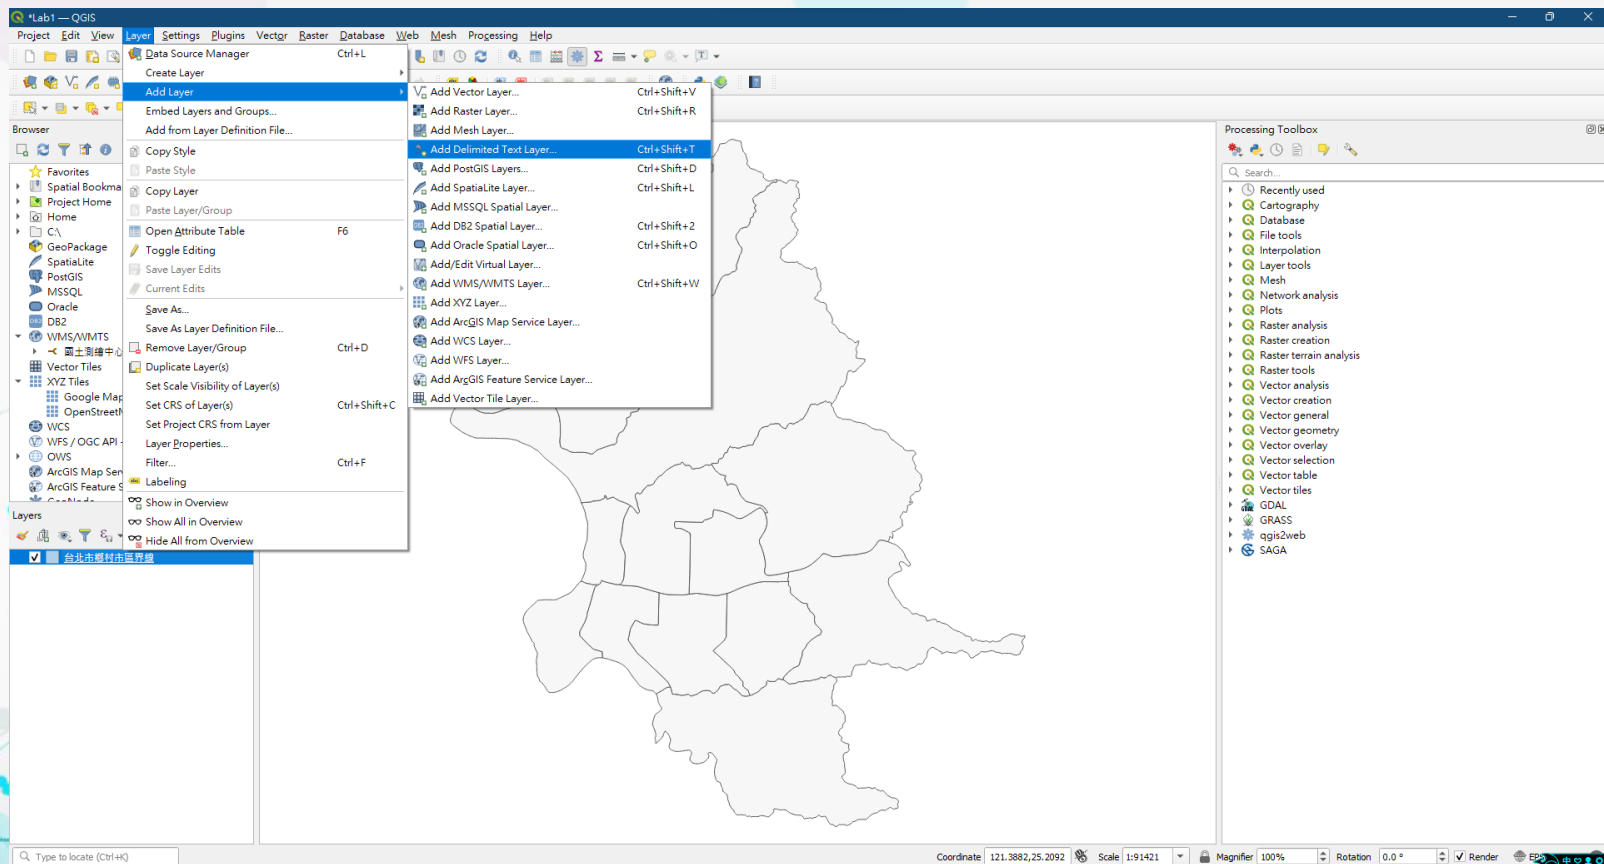 *Lab1 — QGIS
Project Edit View Layer Settings Plugins Vector Raster Database Web Mesh Processing Help
Data Source Manager Ctrl+L
Create Layer
Add Layer
Embed Layers and Groups...
Add from Layer Definition File...
Copy Style
Paste Style
Copy Layer
Paste Layer/Group
Open Attribute Table F6
Toggle Editing
Save Layer Edits
Current Edits
Save As...
Save As Layer Definition File...
Remove Layer/Group Ctrl+D
Duplicate Layer(s)
Set Scale Visibility of Layer(s)
Set CRS of Layer(s) Ctrl+Shift+C
Set Project CRS from Layer
Layer Properties...
Filter... Ctrl+F
Labeling
Show in Overview
Show All in Overview
Hide All from Overview
Add Vector Layer... Ctrl+Shift+V
Add Raster Layer... Ctrl+Shift+R
Add Mesh Layer...
Add Delimited Text Layer... Ctrl+Shift+T
Add PostGIS Layers... Ctrl+Shift+D
Add SpatiaLite Layer... Ctrl+Shift+L
Add MSSQL Spatial Layer...
Add DB2 Spatial Layer... Ctrl+Shift+2
Add Oracle Spatial Layer... Ctrl+Shift+O
Add/Edit Virtual Layer...
Add WMS/WMTS Layer... Ctrl+Shift+W
Add XYZ Layer...
Add ArcGIS Map Service Layer...
Add WCS Layer...
Add WFS Layer...
Add ArcGIS Feature Service Layer...
Add Vector Tile Layer...
Browser
Favorites
Spatial Bookma
Project Home
Home
C:\
GeoPackage
SpatiaLite
PostGIS
MSSQL
Oracle
DB2
WMS/WMTS
國土測繪中心
Vector Tiles
XYZ Tiles
Google Map
OpenStreetM
WCS
WFS / OGC API -
OWS
ArcGIS Map Ser
ArcGIS Feature S
Layers
台北市鄉村市區界線
Processing Toolbox
Search...
Recently used
Cartography
Database
File tools
Interpolation
Layer tools
Mesh
Network analysis
Plots
Raster analysis
Raster creation
Raster terrain analysis
Raster tools
Vector analysis
Vector creation
Vector general
Vector geometry
Vector overlay
Vector selection
Vector table
Vector tiles
GDAL
GRASS
qgis2web
SAGA
Type to locate (Ctrl+K)
Coordinate 121.3882,25.2092 Scale 1:91421 Magnifier 100% Rotation 0.0 ° Render